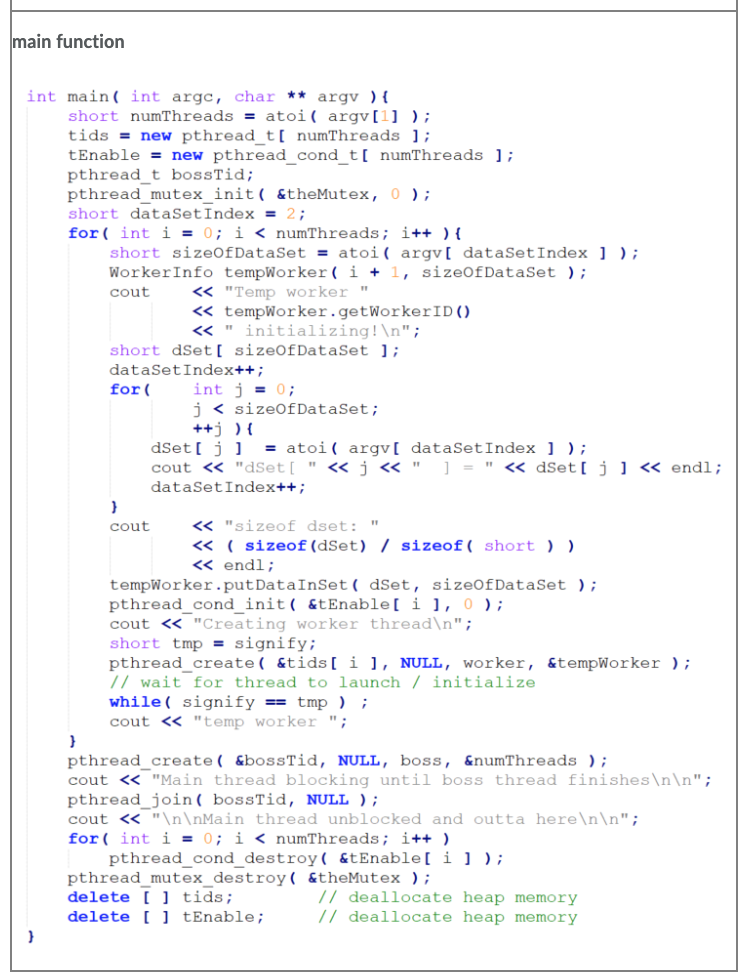 main function
int main( int argc, char ** argv ){
short numThreads = atoi( argv[1] );
tids = new pthread_t[ numThreads ];
tEnable = new pthread_cond_t[ numThreads ];
pthread_t bossTid;
pthread_mutex_init( &theMutex, 0 );
short dataSetIndex = 2;
for( int i = 0; i < numThreads; i++ ){
short sizeOfDataSet = atoi( argv[ dataSetIndex ] );
WorkerInfo tempWorker( i + 1, sizeOfDataSet );
cout << "Temp worker "
<< tempWorker.getWorkerID()
<< " initializing!\n";
short dSet[ sizeOfDataSet ];
dataSetIndex++;
for( int j = 0;
j < sizeOfDataSet;
++j ){
dSet[ j ] = atoi( argv[ dataSetIndex ] );
cout << "dSet[ " << j << " ] = " << dSet[ j ] << endl;
dataSetIndex++;
}
cout << "sizeof dset: "
<< ( sizeof(dSet) / sizeof( short ) )
<< endl;
tempWorker.putDataInSet( dSet, sizeOfDataSet );
pthread_cond_init( &tEnable[ i ], 0 );
cout << "Creating worker thread\n";
short tmp = signify;
pthread_create( &tids[ i ], NULL, worker, &tempWorker );
// wait for thread to launch / initialize
while( signify == tmp ) ;
cout << "temp worker ";
}
pthread_create( &bossTid, NULL, boss, &numThreads );
cout << "Main thread blocking until boss thread finishes\n\n";
pthread_join( bossTid, NULL );
cout << "\n\nMain thread unblocked and outta here\n\n";
for( int i = 0; i < numThreads; i++ )
pthread_cond_destroy( &tEnable[ i ] );
pthread_mutex_destroy( &theMutex );
delete [ ] tids; // deallocate heap memory
delete [ ] tEnable; // deallocate heap memory
}